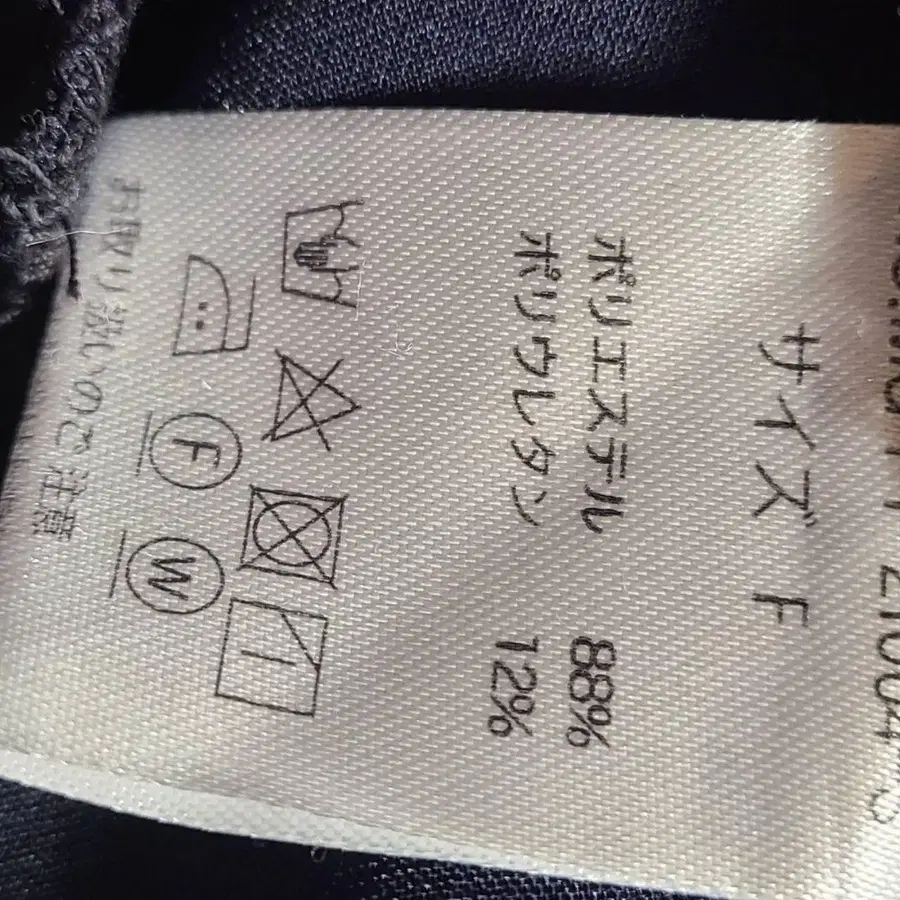 サイズ F
ポリエステル 88%
ポリウレタン 12%
F W
お取り扱いのご注意